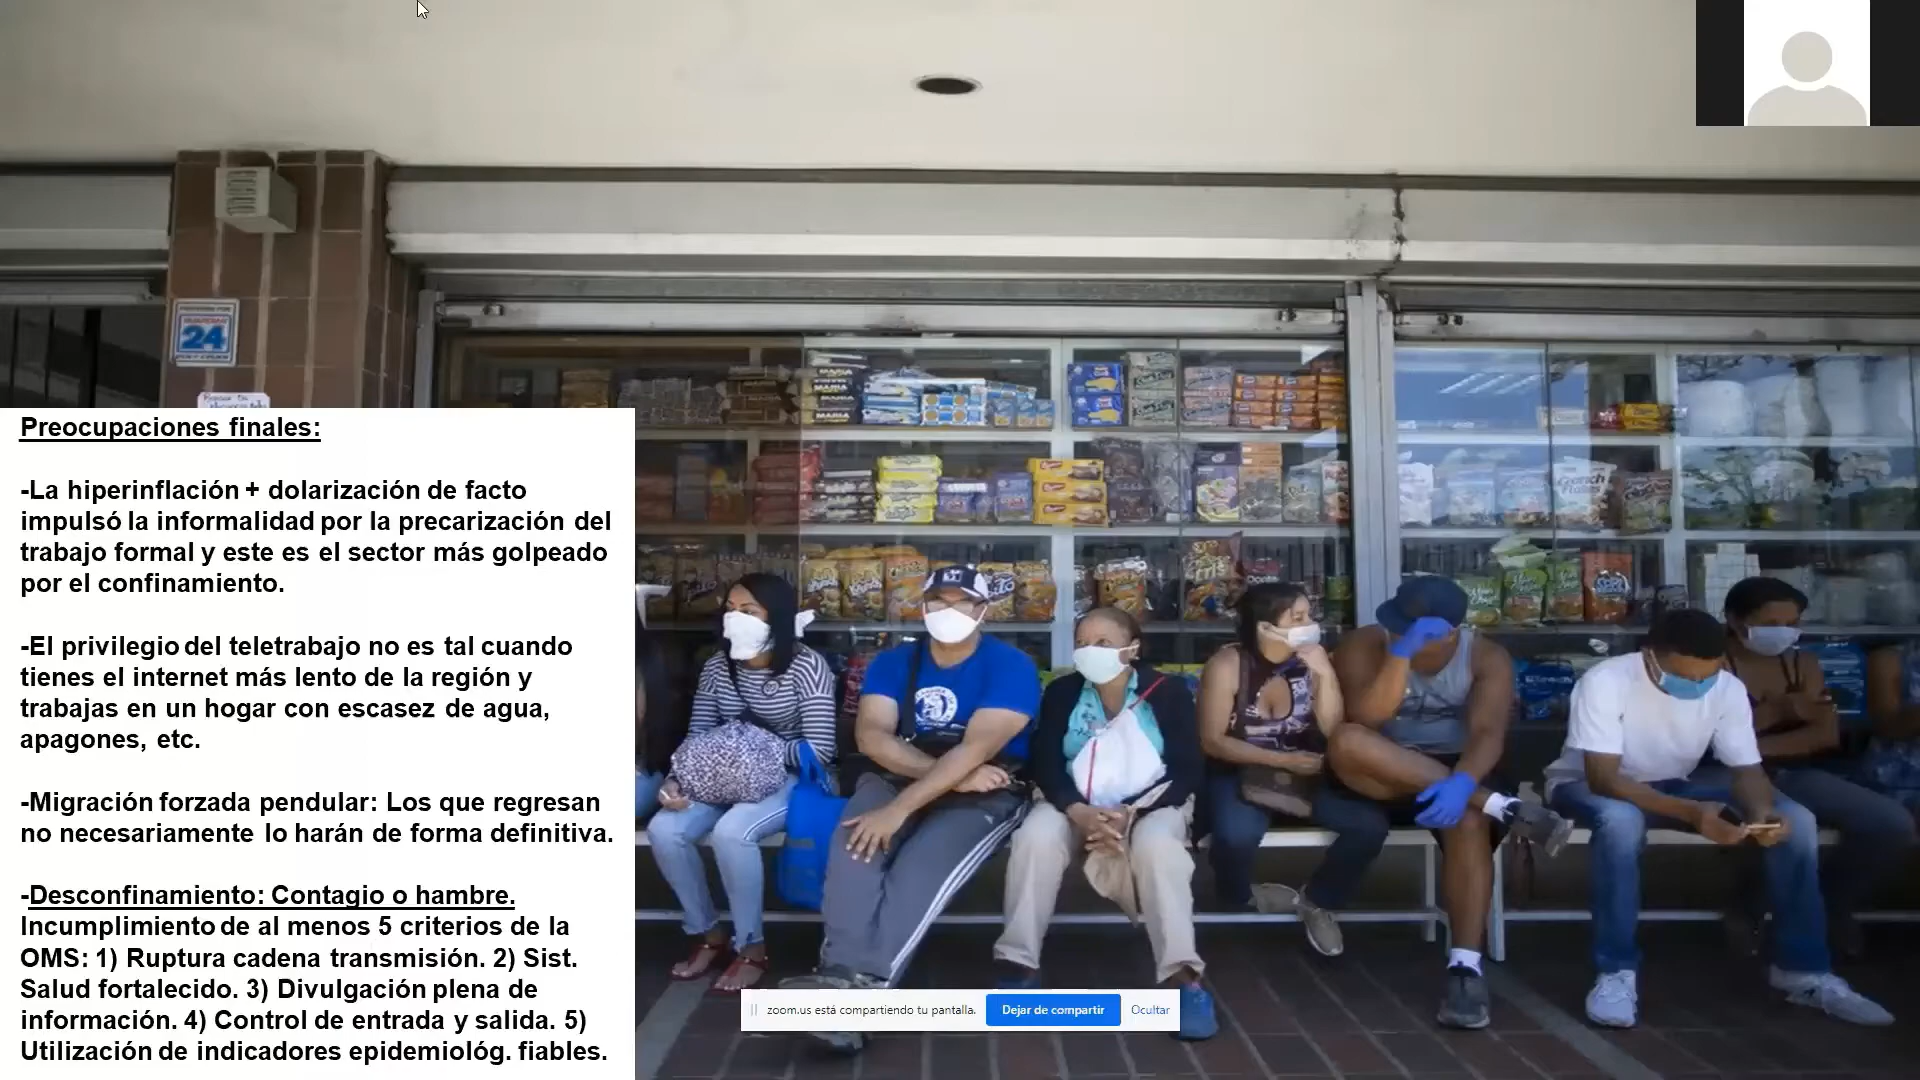 24
Preocupaciones finales:
-La hiperinflación + dolarización de facto
impulsó la informalidad por la precarización del
trabajo formal y este es el sector más golpeado
por el confinamiento.
-El privilegio del teletrabajo no es tal cuando
tienes el internet más lento de la región y
trabajas en un hogar con escasez de agua,
apagones, etc.
-Migración forzada pendular: Los que regresan
no necesariamente lo harán de forma definitiva.
-Desconfinamiento: Contagio o hambre.
Incumplimiento de al menos 5 criterios de la
OMS: 1) Ruptura cadena transmisión. 2) Sist.
Salud fortalecido. 3) Divulgación plena de
información. 4) Control de entrada y salida. 5)
Utilización de indicadores epidemiológ. fiables.
MARIA
MARIA
MARIA
zoom.us está compartiendo tu pantalla.
Dejar de compartir
Ocultar